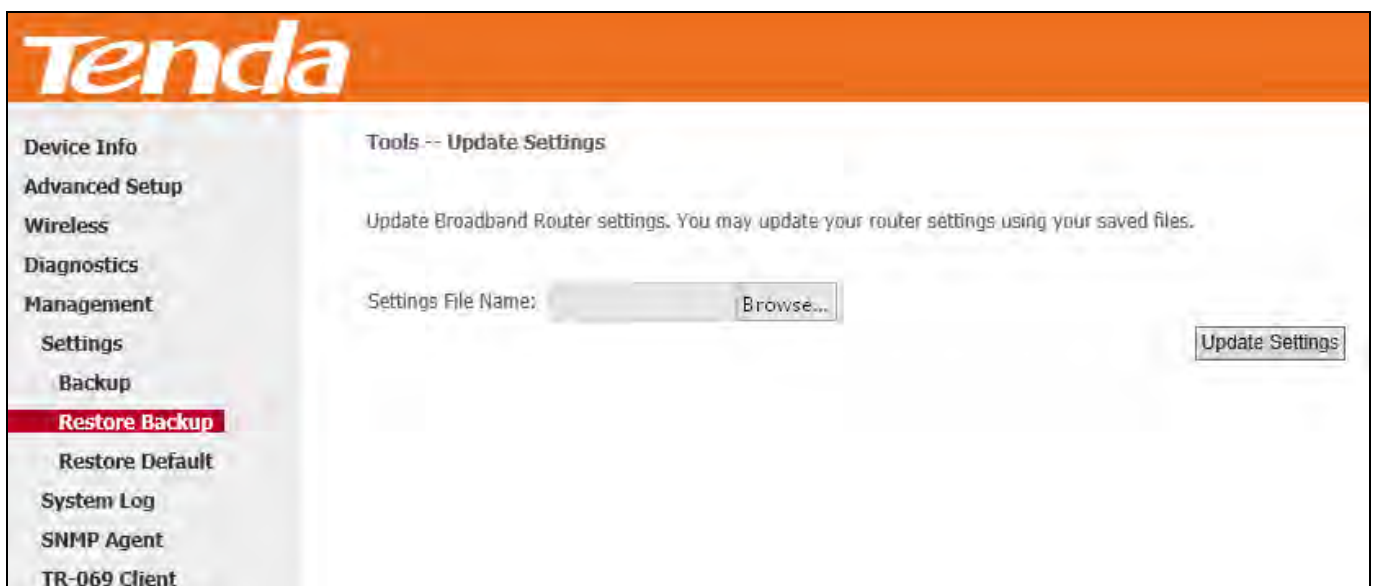 Tenda
Device Info
Advanced Setup
Wireless
Diagnostics
Management
Settings
Backup
Restore Backup
Restore Default
System Log
SNMP Agent
TR-069 Client
Tools -- Update Settings
Update Broadband Router settings. You may update your router settings using your saved files.
Settings File Name:
Browse...
Update Settings